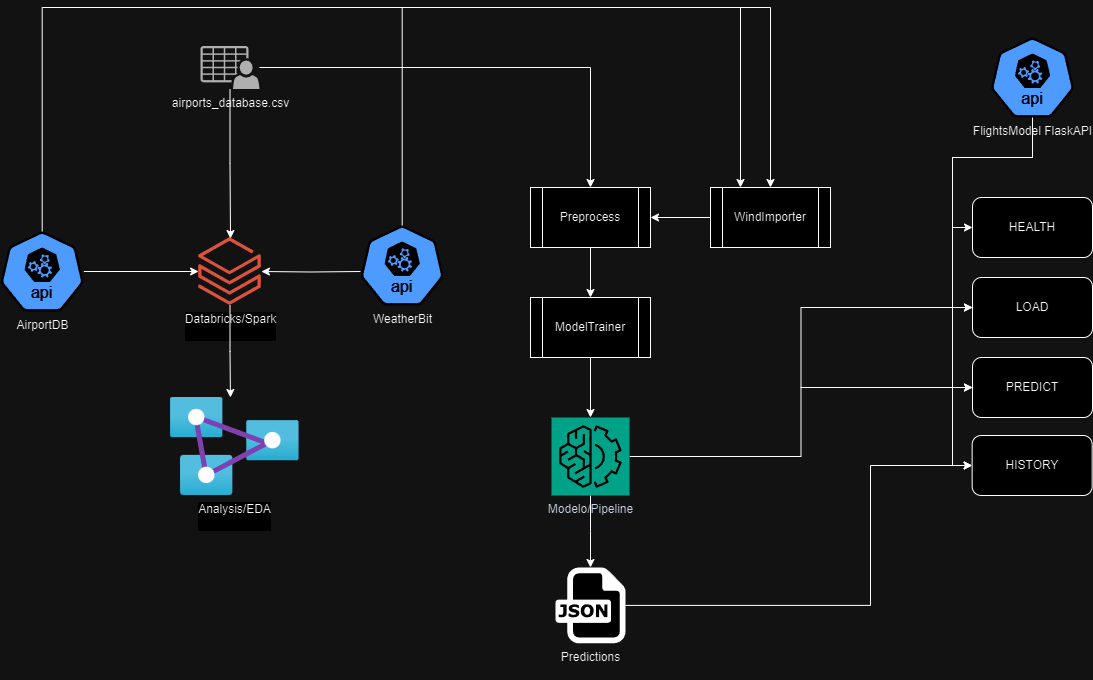 airports_database.csv
api
FlightsModel FlaskAPI
Preprocess
WindImporter
HEALTH
api
AirportDB
Databricks/Spark
api
WeatherBit
LOAD
ModelTrainer
PREDICT
HISTORY
Analysis/EDA
Modelo/Pipeline
JSON
Predictions